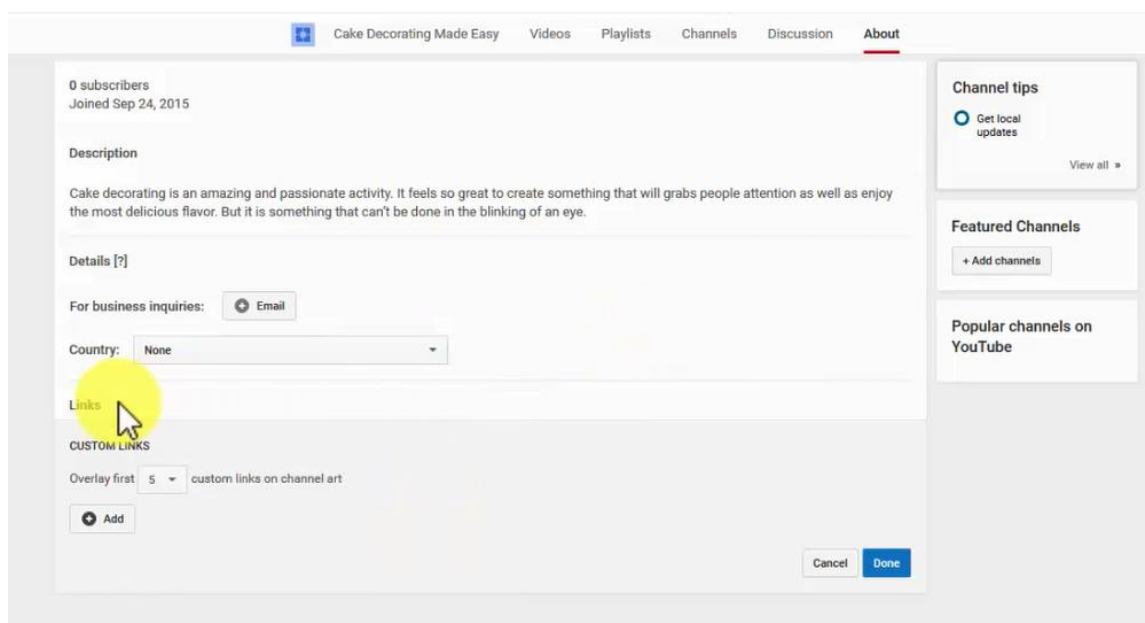 Cake Decorating Made Easy Videos Playlists Channels Discussion About
0 subscribers
Joined Sep 24, 2015
Description
Cake decorating is an amazing and passionate activity. It feels so great to create something that will grabs people attention as well as enjoy
the most delicious flavor. But it is something that can't be done in the blinking of an eye.
Details [?]
For business inquiries: Email
Country: None
Links
CUSTOM LINKS
Overlay first 5 custom links on channel art
Add
Cancel Done
Channel tips
Get local
updates
View all »
Featured Channels
+ Add channels
Popular channels on
YouTube